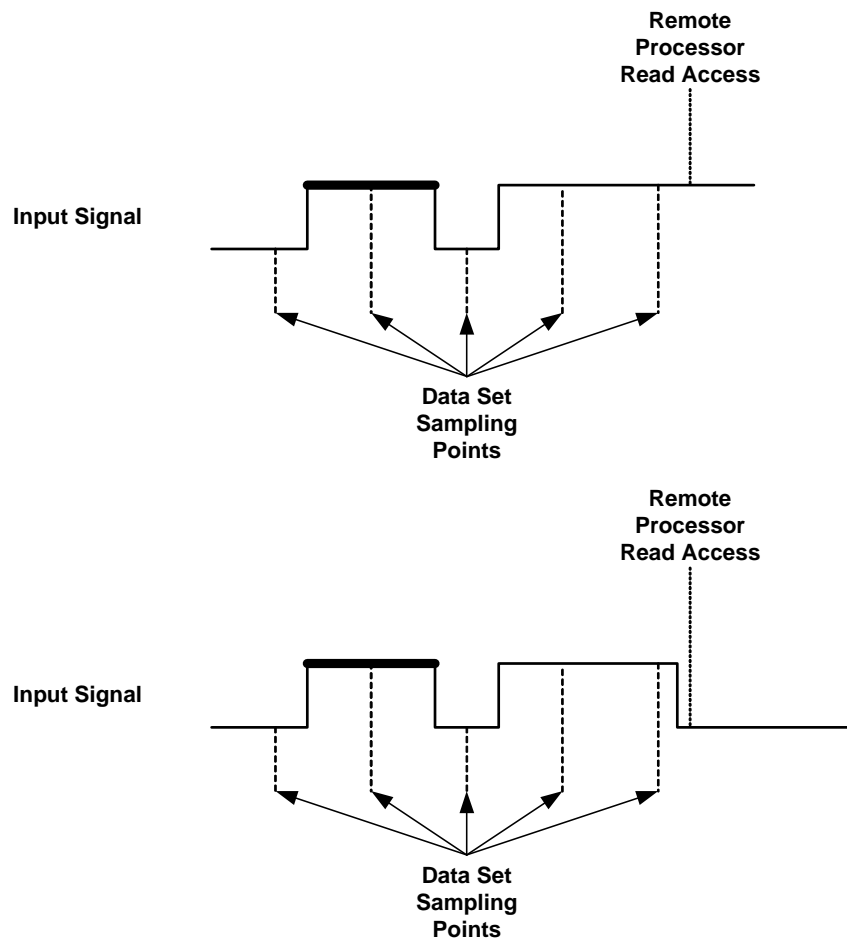 Remote
Processor
Read Access
Input Signal
Data Set
Sampling
Points
Remote
Processor
Read Access
Input Signal
Data Set
Sampling
Points